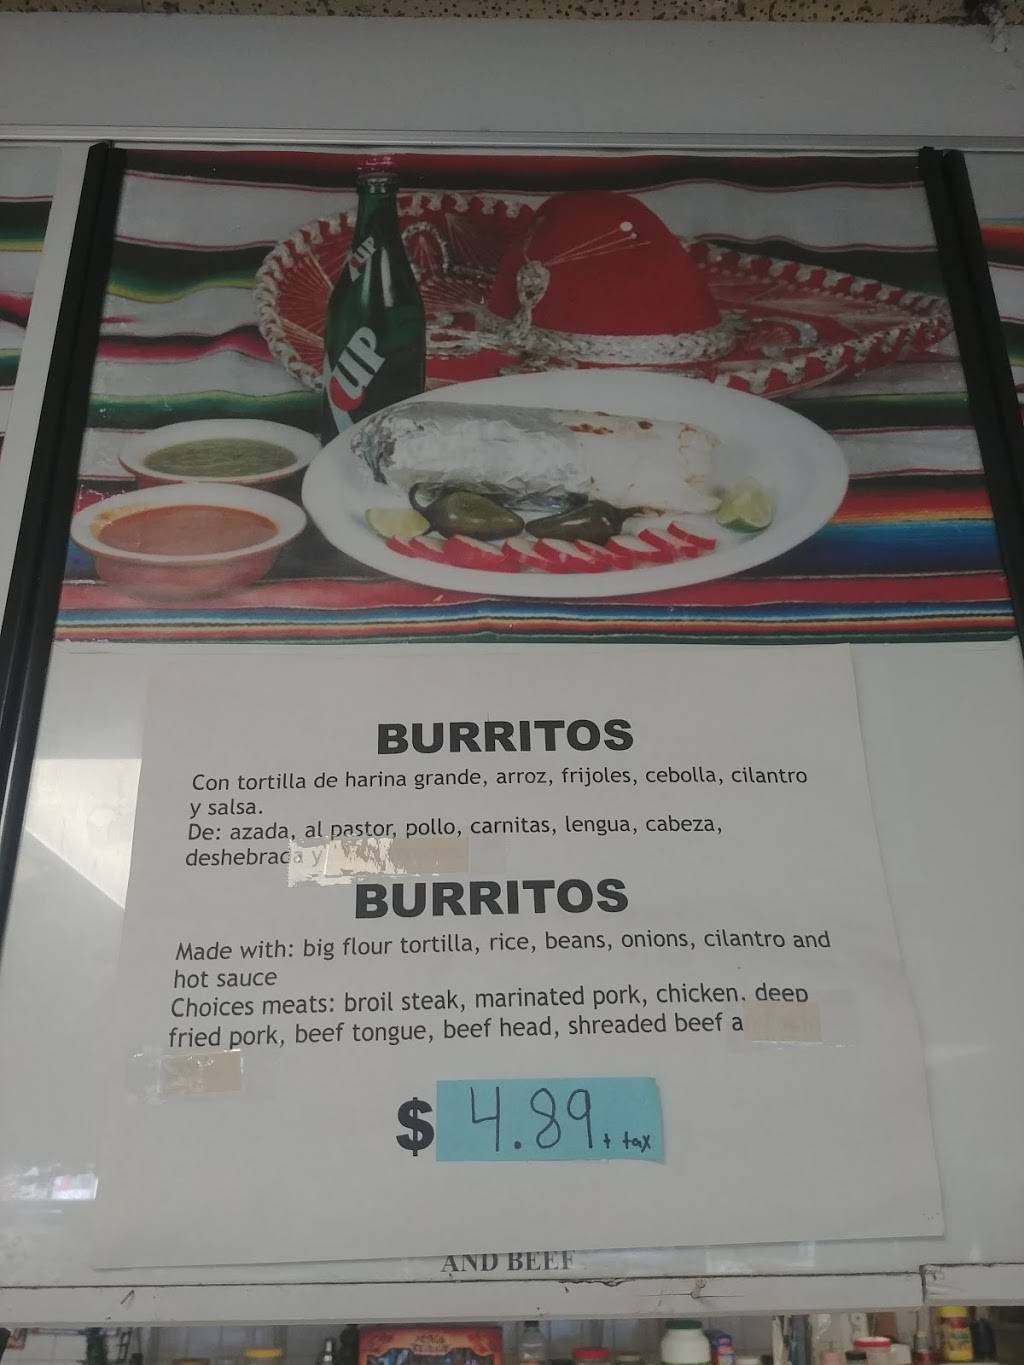 7UP
7UP
BURRITOS
Con tortilla de harina grande, arroz, frijoles, cebolla, cilantro
y salsa.
De: azada, al pastor, pollo, carnitas, lengua, cabeza,
deshebrada y
BURRITOS
Made with: big flour tortilla, rice, beans, onions, cilantro and
hot sauce
Choices meats: broil steak, marinated pork, chicken, deep
fried pork, beef tongue, beef head, shreaded beef a
$ 4.89 + tax
AND BEEF